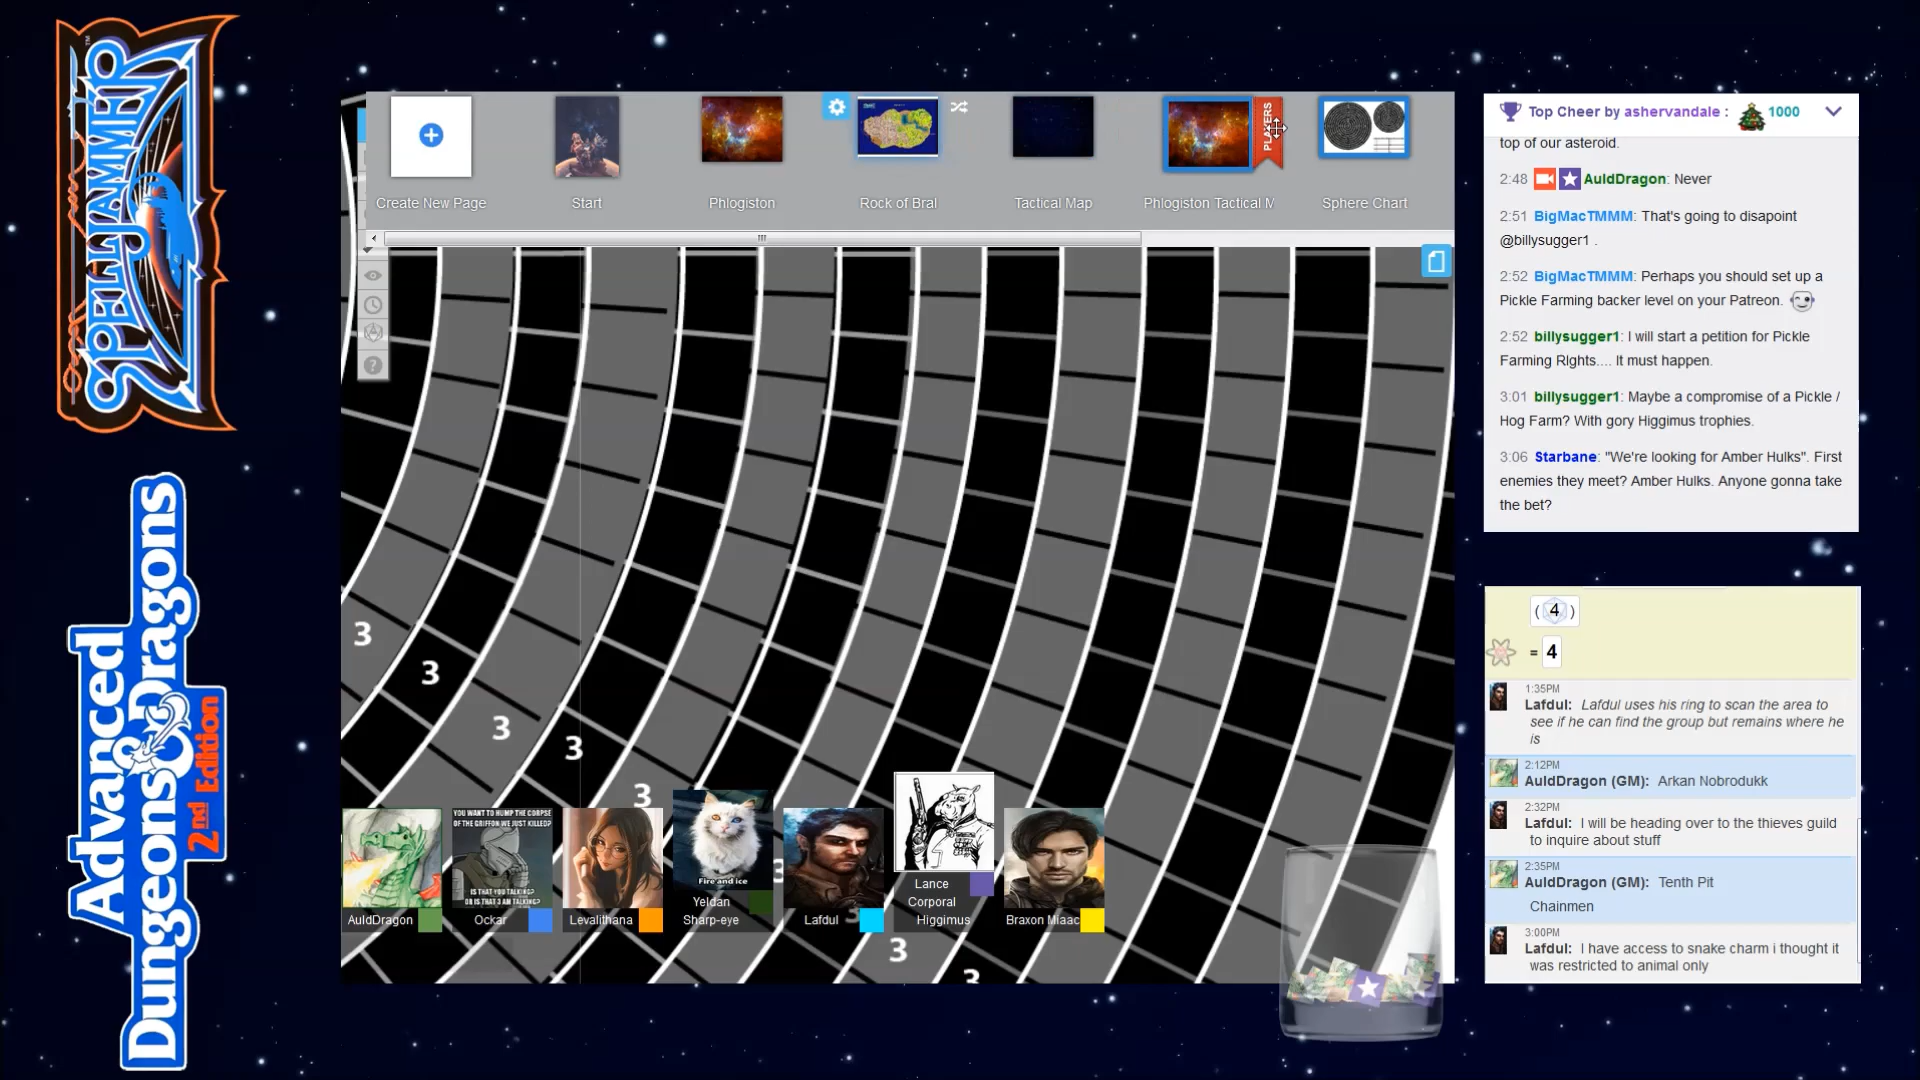 SPELLJAMMER
TM
Advanced
Dungeons & Dragons
2nd Edition
Create New Page
Start
Phlogiston
Rock of Bral
Tactical Map
PLAYERS
Phlogiston Tactical M
Sphere Chart
3
3
3
3
3
3
3
YOU WANT TO HUMP THE CORPSE
OF THE GRIFFON WE JUST KILLED?
IS THAT YOU TALKING?
OR IS THAT 3 AM TALKING?
Fire and ice
AuldDragon
Ockar
Levalithana
Yeldan
Sharp-eye
Lafdul
Lance
Corporal
Higgimus
Braxon Miaac
Top Cheer by ashervandale : 1000
top of our asteroid.
2:48 AuldDragon: Never
2:51 BigMacTMMM: That's going to disapoint
@billysugger1 .
2:52 BigMacTMMM: Perhaps you should set up a
Pickle Farming backer level on your Patreon.
2:52 billysugger1: I will start a petition for Pickle
Farming RIghts.... It must happen.
3:01 billysugger1: Maybe a compromise of a Pickle /
Hog Farm? With gory Higgimus trophies.
3:06 Starbane: "We're looking for Amber Hulks". First
enemies they meet? Amber Hulks. Anyone gonna take
the bet?
(4)
= 4
1:35PM
Lafdul: Lafdul uses his ring to scan the area to
see if he can find the group but remains where he
is
2:12PM
AuldDragon (GM): Arkan Nobrodukk
2:32PM
Lafdul: I will be heading over to the thieves guild
to inquire about stuff
2:35PM
AuldDragon (GM): Tenth Pit
Chainmen
3:00PM
Lafdul: I have access to snake charm i thought it
was restricted to animal only